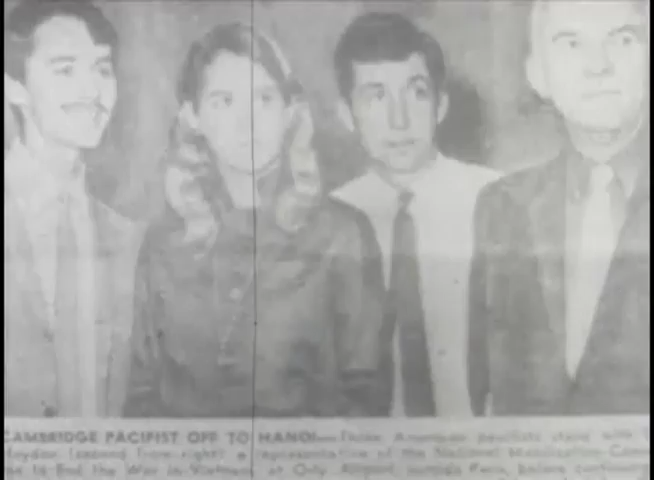 CAMBRIDGE PACIFIST OFF TO HANOI—Three American pacifists stand with
Hayden (second from right) a representative of the National Mobilization Com-
to End the War in Vietnam at Orly Airport, outside Paris, before continuing